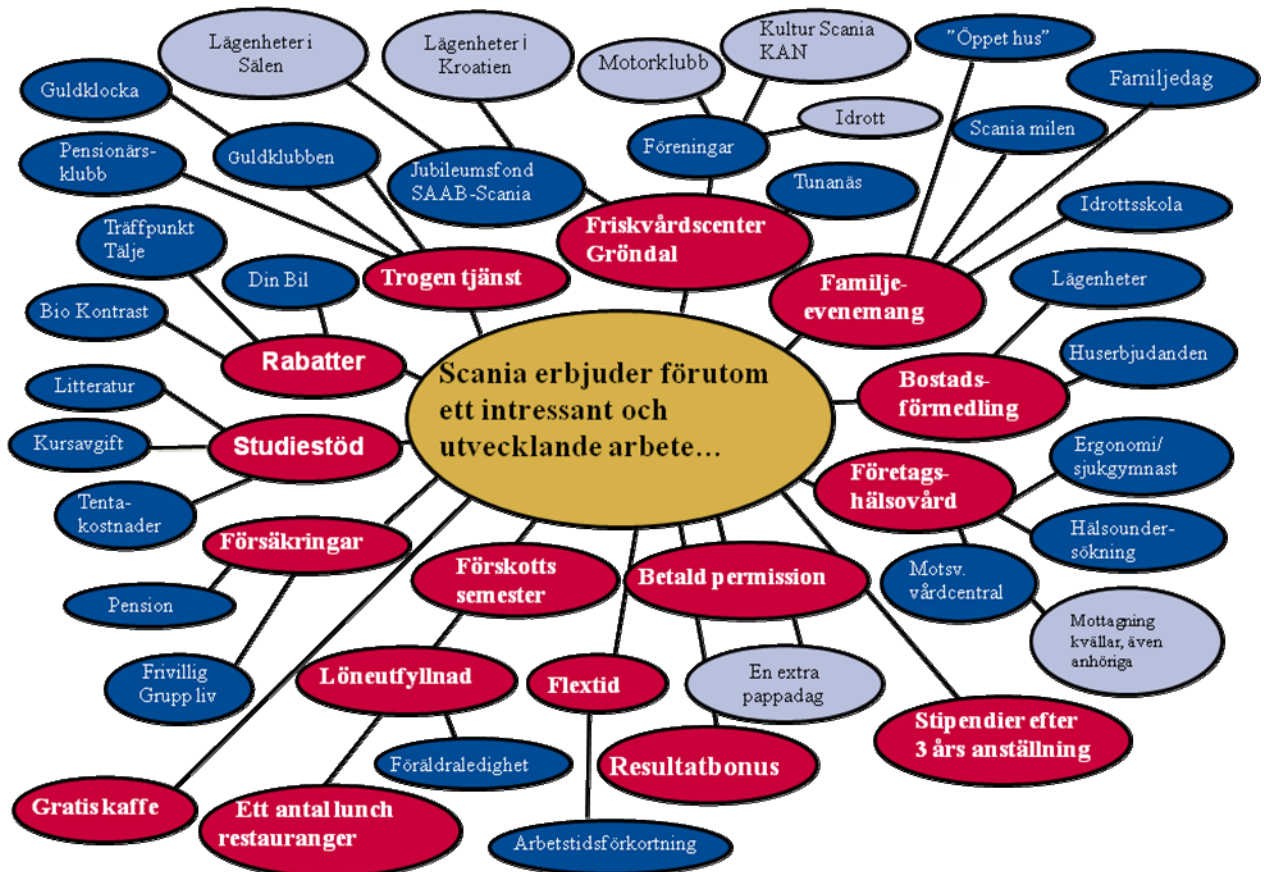 Lägenheter i
Sälen
Lägenheter i
Kroatien
Motorklubb
Kultur Scania
KAN
"Öppet hus"
Familjedag
Guldklocka
Idrott
Scania milen
Pensionärs-
klubb
Guldklubben
Jubileumsfond
SAAB-Scania
Föreningar
Tunanäs
Idrottsskola
Träffpunkt
Tälje
Din Bil
Trogen tjänst
Friskvårdscenter
Gröndal
Familje-
evenemang
Lägenheter
Bio Kontrast
Rabatter
Huserbjudanden
Scania erbjuder förutom
ett intressant och
utvecklande arbete...
Bostads-
förmedling
Litteratur
Kursavgift
Studiestöd
Ergonomi/
sjukgymnast
Företags-
hälsovård
Tenta-
kostnader
Försäkringar
Hälsounder-
sökning
Förskotts
semester
Betald permission
Motsv.
vårdcentral
Pension
Mottagning
kvällar, även
anhöriga
Frivillig
Grupp liv
Löneutfyllnad
Flextid
En extra
pappadag
Stipendier efter
3 års anställning
Föräldraledighet
Resultatbonus
Gratis kaffe
Ett antal lunch
restauranger
Arbetstidsförkortning